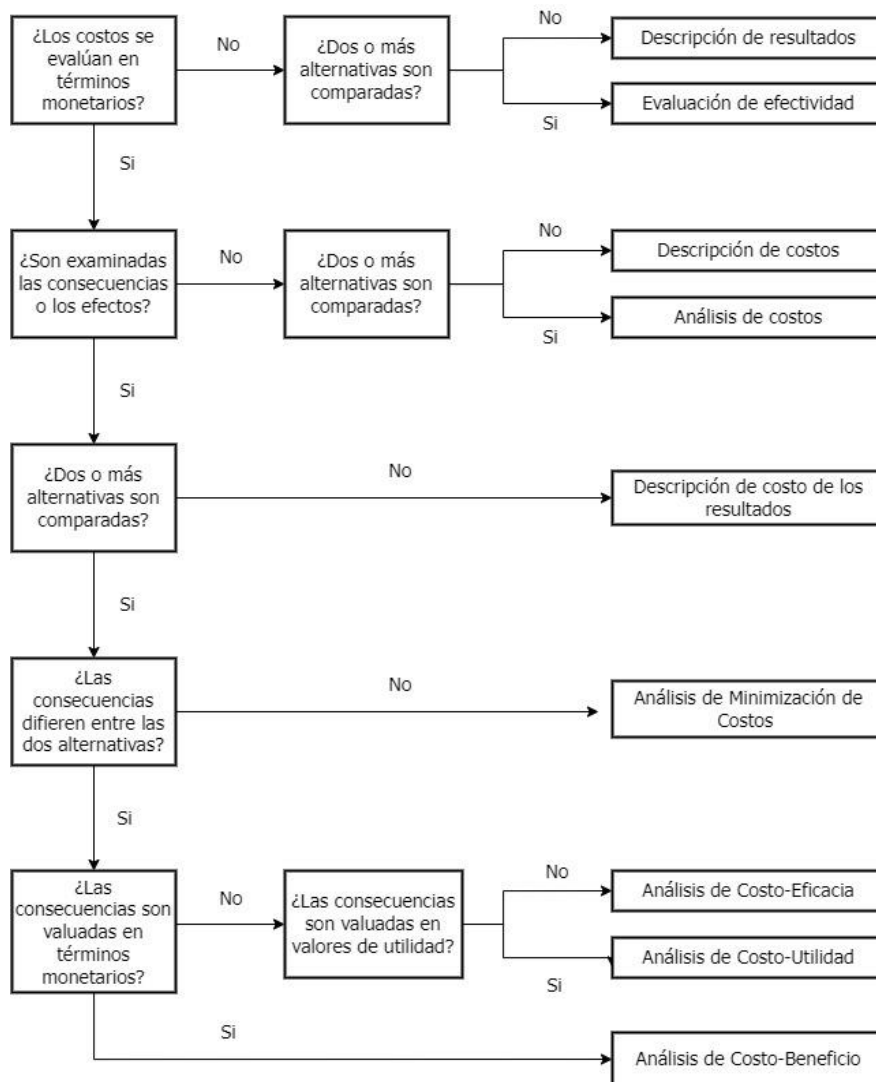 ¿Los costos se
evalúan en
términos
monetarios?
No
¿Dos o más
alternativas son
comparadas?
No
Descripción de resultados
Si
Evaluación de efectividad
Si
¿Son examinadas
las consecuencias
o los efectos?
No
¿Dos o más
alternativas son
comparadas?
No
Descripción de costos
Si
Análisis de costos
Si
¿Dos o más
alternativas son
comparadas?
No
Descripción de costo de los
resultados
Si
¿Las
consecuencias
difieren entre las
dos alternativas?
No
Análisis de Minimización de
Costos
Si
¿Las
consecuencias son
valuadas en
términos
monetarios?
No
¿Las consecuencias
son valuadas en
valores de utilidad?
No
Análisis de Costo-Eficacia
Si
Análisis de Costo-Utilidad
Si
Análisis de Costo-Beneficio